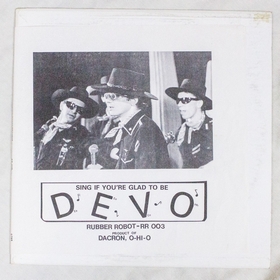 SING IF YOU'RE GLAD TO BE
DEVO
RUBBER ROBOT-RR 003
PRODUCT OF
DACRON, O-HI-O